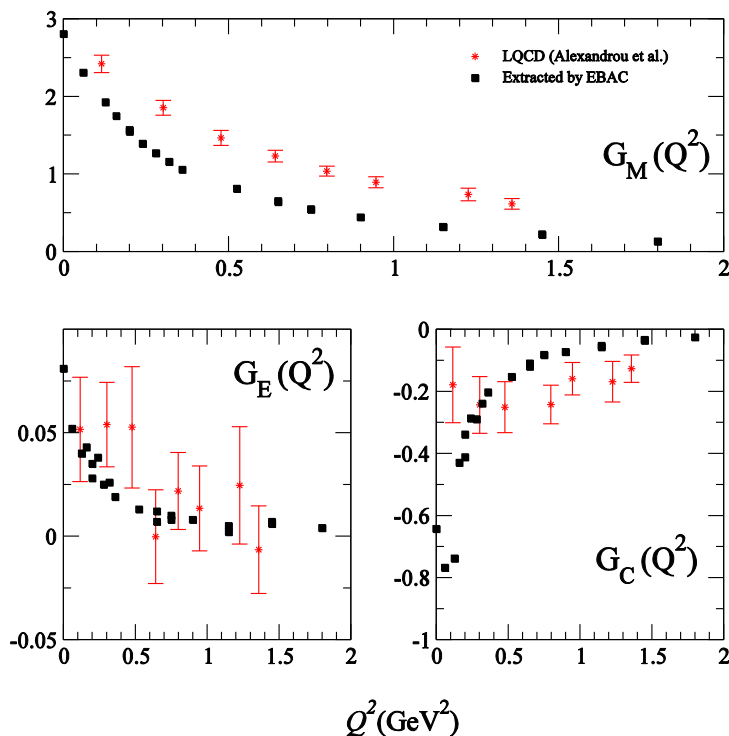 3
LQCD (Alexandrou et al.)
Extracted by EBAC
2
G_M(Q^2)
1
0
0 0.5 1 1.5 2
G_E(Q^2)
0.05
0
-0.05
0 0.5 1 1.5 2
0
-0.2
-0.4
-0.6
G_C(Q^2)
-0.8
-1
0 0.5 1 1.5 2
Q^2(GeV^2)